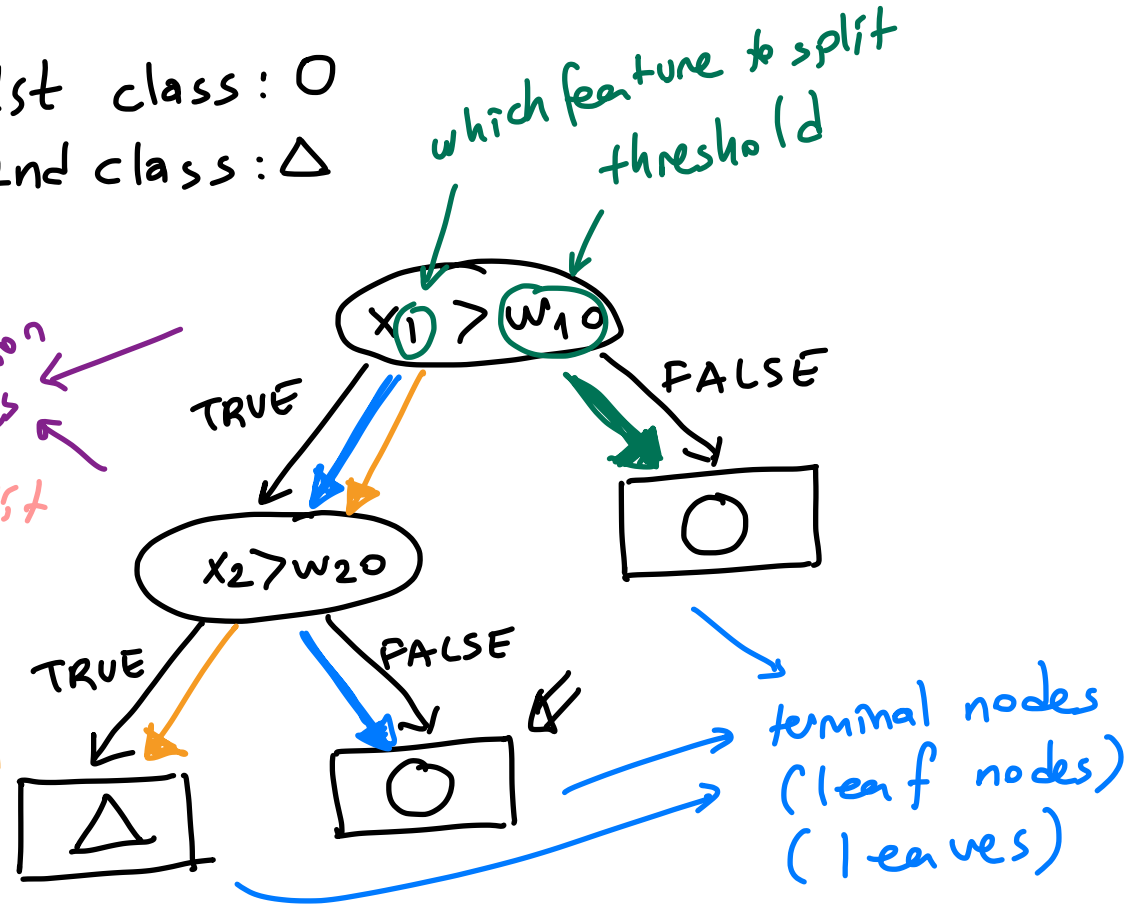 1st class: O
2nd class: △
which feature to split
threshold
x1 > w10
TRUE
FALSE
x2>w20
TRUE
FALSE
terminal nodes
(leaf nodes)
(leaves)